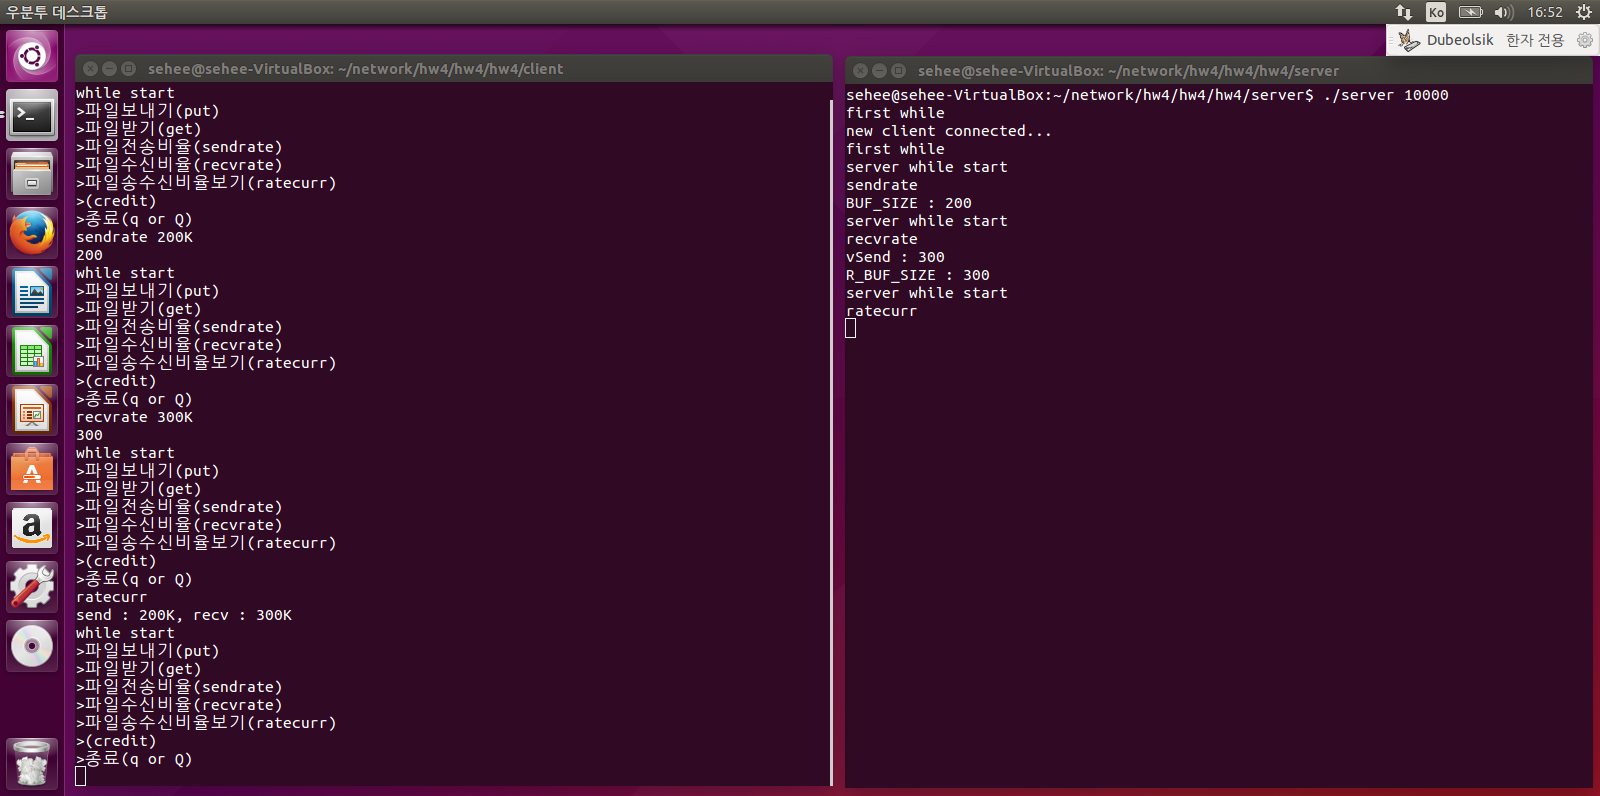 우분투 데스크톱
Ko
16:52
Dubeolsik 한자 전용
sehee@sehee-VirtualBox: ~/network/hw4/hw4/hw4/client
while start
>파일보내기(put)
>파일받기(get)
>파일전송비율(sendrate)
>파일수신비율(recvrate)
>파일송수신비율보기(ratecurr)
>(credit)
>종료(q or Q)
sendrate 200K
200
while start
>파일보내기(put)
>파일받기(get)
>파일전송비율(sendrate)
>파일수신비율(recvrate)
>파일송수신비율보기(ratecurr)
>(credit)
>종료(q or Q)
recvrate 300K
300
while start
>파일보내기(put)
>파일받기(get)
>파일전송비율(sendrate)
>파일수신비율(recvrate)
>파일송수신비율보기(ratecurr)
>(credit)
>종료(q or Q)
ratecurr
send : 200K, recv : 300K
while start
>파일보내기(put)
>파일받기(get)
>파일전송비율(sendrate)
>파일수신비율(recvrate)
>파일송수신비율보기(ratecurr)
>(credit)
>종료(q or Q)
sehee@sehee-VirtualBox: ~/network/hw4/hw4/hw4/server
sehee@sehee-VirtualBox:~/network/hw4/hw4/hw4/server$ ./server 10000
first while
new client connected...
first while
server while start
sendrate
BUF_SIZE : 200
server while start
recvrate
vSend : 300
R_BUF_SIZE : 300
server while start
ratecurr